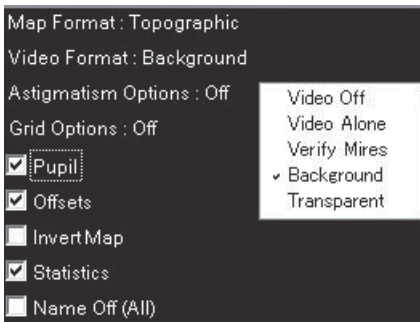 Map Format : Topographic
Video Format : Background
Astigmatism Options : Off
Grid Options : Off
Pupil
Offsets
Invert Map
Statistics
Name Off (All)
Video Off
Video Alone
Verify Mires
Background
Transparent